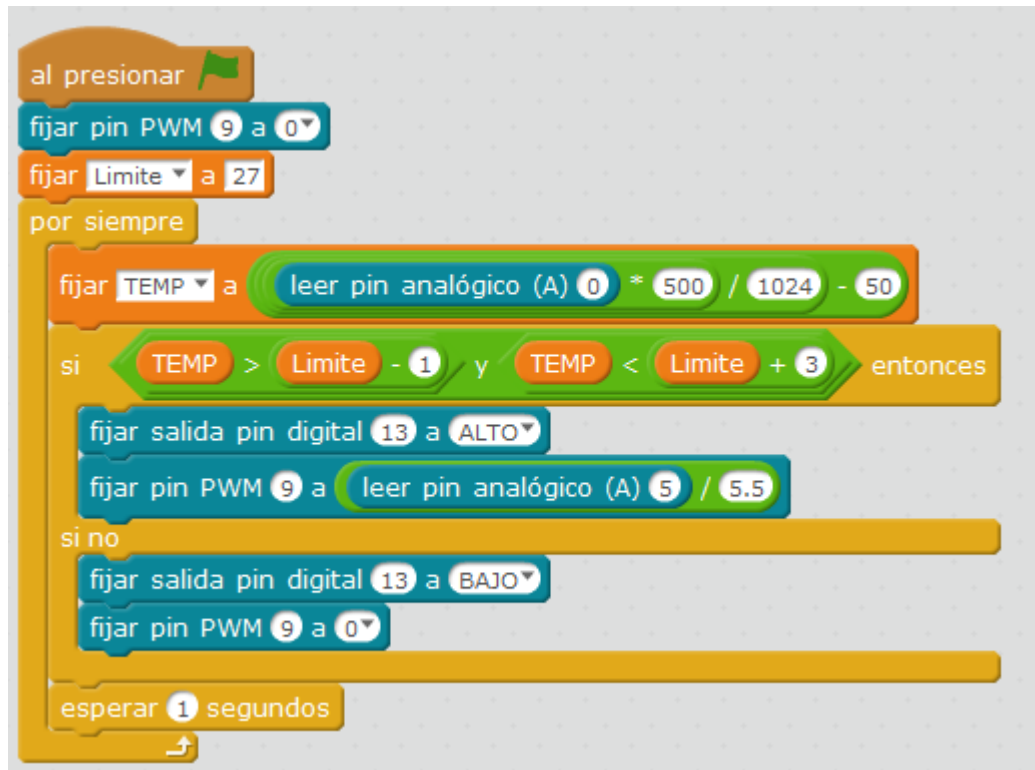 al presionar
fijar pin PWM 9 a 0
fijar Limite a 27
por siempre
fijar TEMP a leer pin analógico (A) 0 * 500 / 1024 - 50
si TEMP > Limite - 1 y TEMP < Limite + 3 entonces
fijar salida pin digital 13 a ALTO
fijar pin PWM 9 a leer pin analógico (A) 5 / 5.5
si no
fijar salida pin digital 13 a BAJO
fijar pin PWM 9 a 0
esperar 1 segundos